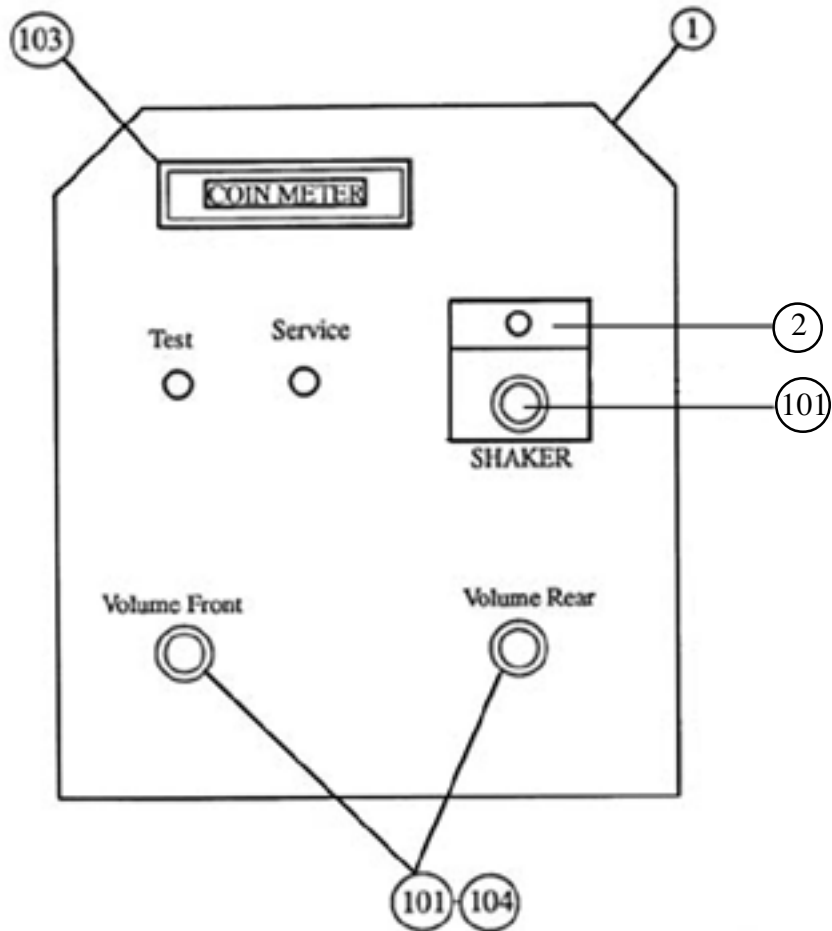 103
1
COIN METER
2
Test
Service
101
SHAKER
Volume Front
Volume Rear
101 - 104